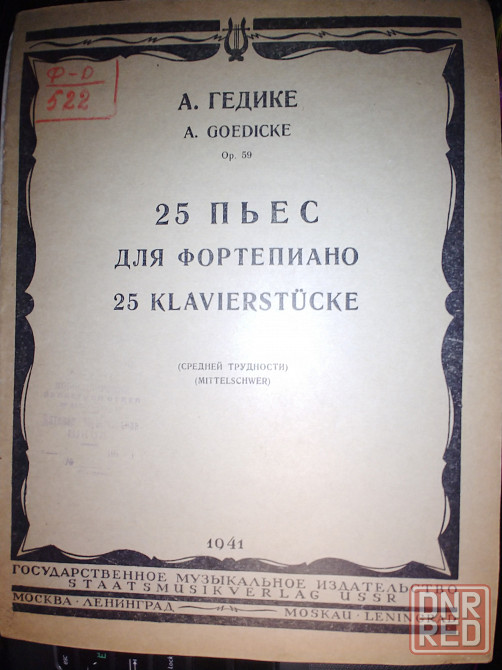 Ф-О
522
А. ГЕДИКЕ
A. GOEDICKE
Op. 59
25 ПЬЕС
ДЛЯ ФОРТЕПИАНО
25 KLAVIERSTÜCKE
(СРЕДНЕЙ ТРУДНОСТИ)
(MITTELSCHWER)
1941
ГОСУДАРСТВЕННОЕ МУЗЫКАЛЬНОЕ ИЗДАТЕЛЬСТВО
STAATSMUSIKVERLAG USSR
МОСКВА · ЛЕНИНГРАД MOSKAU · LENINGRAD
DNR
RED